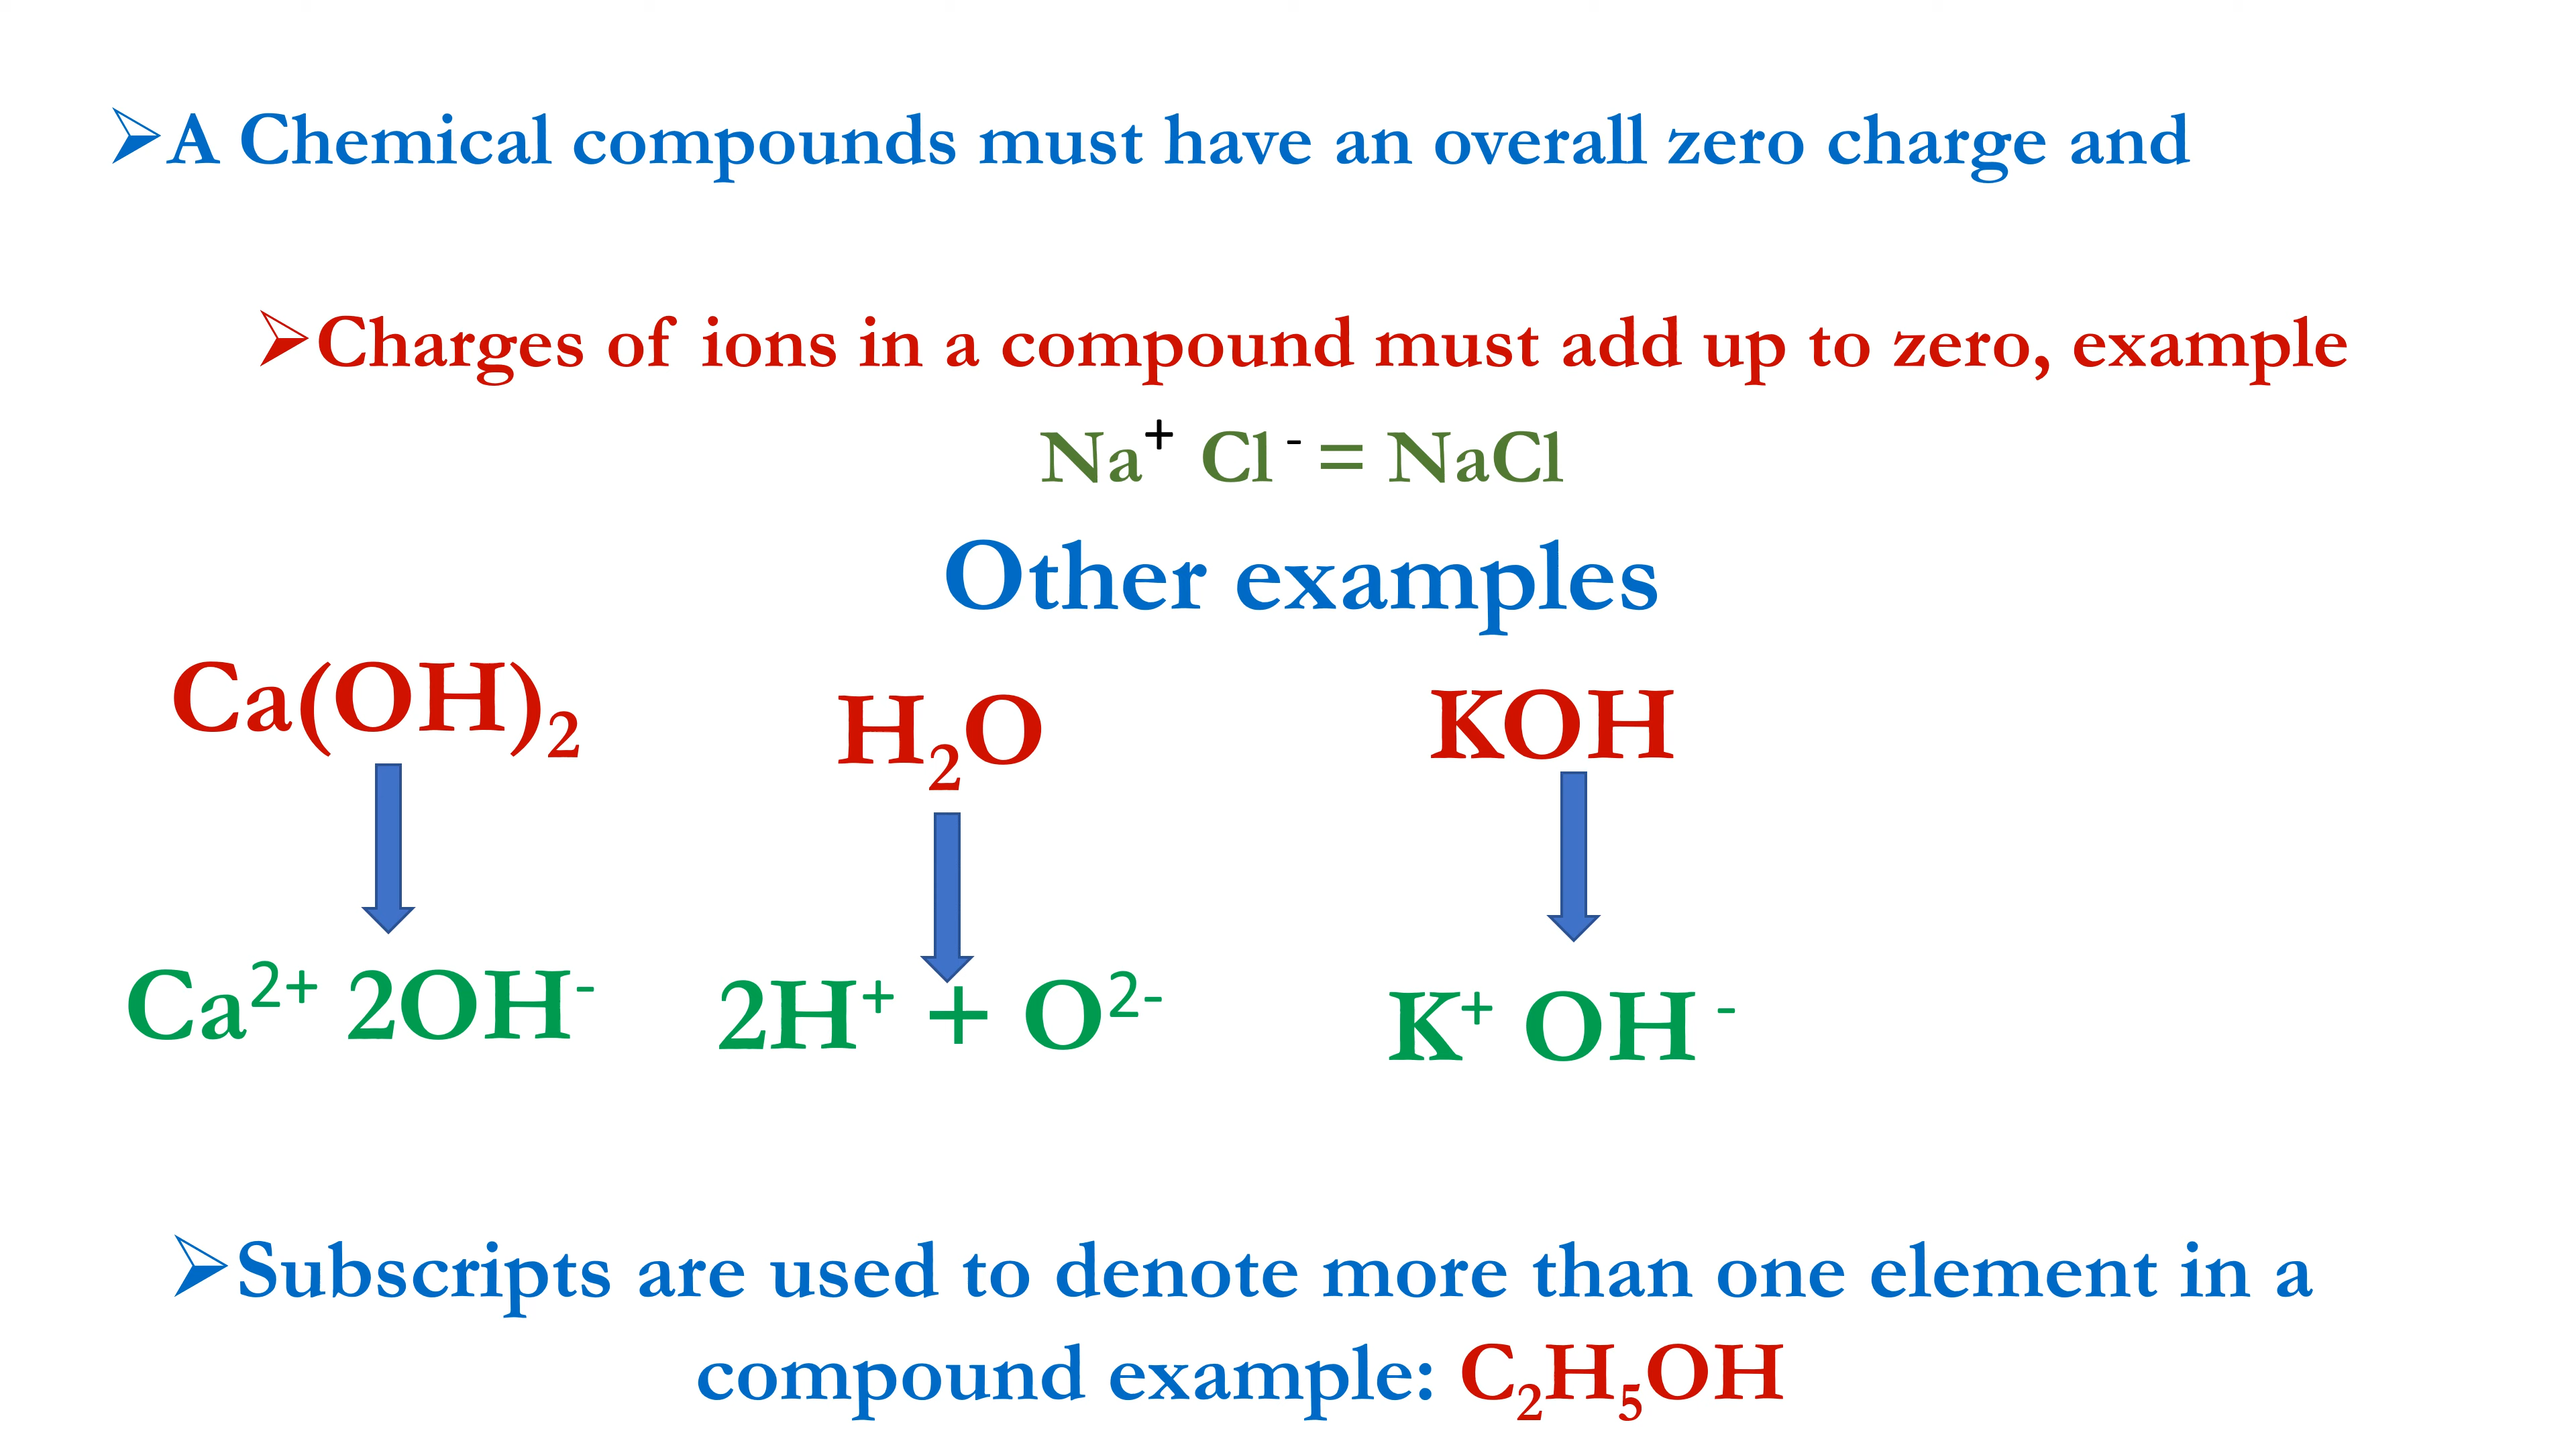 ➢A Chemical compounds must have an overall zero charge and
➢Charges of ions in a compound must add up to zero, example
Na⁺ Cl⁻ = NaCl
Other examples
Ca(OH)₂ H₂O KOH
Ca²⁺ 2OH⁻ 2H⁺ + O²⁻ K⁺ OH ⁻
➢Subscripts are used to denote more than one element in a
compound example: C₂H₅OH